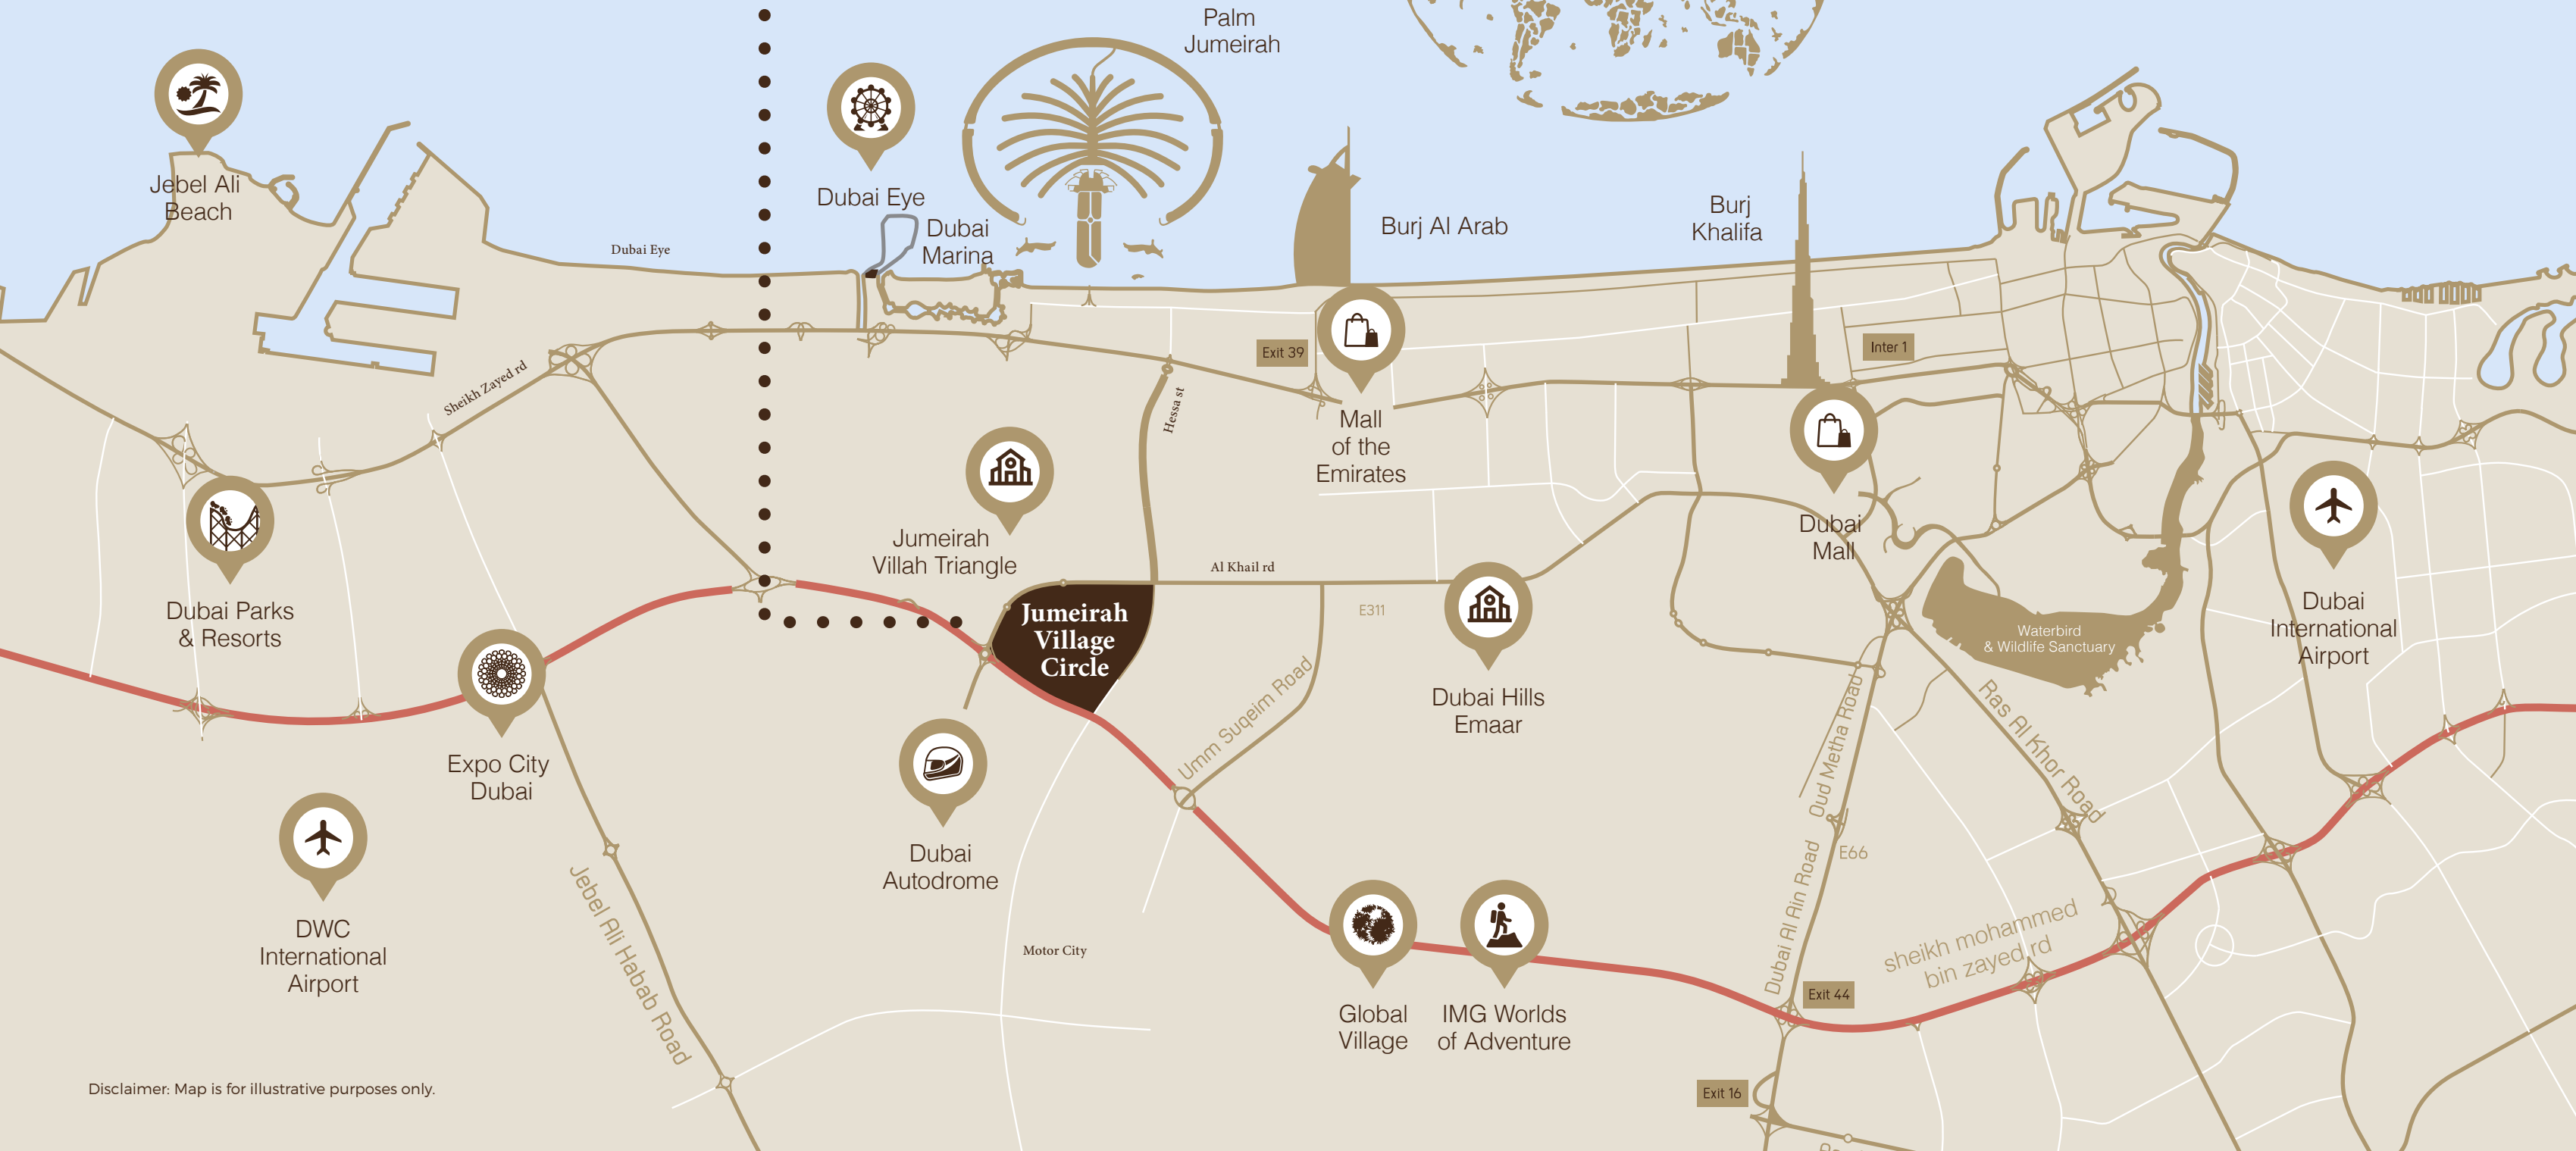 Palm
Jumeirah
Jebel Ali
Beach
Dubai Eye
Dubai
Marina
Dubai Eye
Burj Al Arab
Burj
Khalifa
Sheikh Zayed rd
Hessa st
Exit 39
Inter 1
Mall
of the
Emirates
Dubai
Mall
Jumeirah
Villah Triangle
Al Khail rd
E311
Jumeirah
Village
Circle
Dubai Parks
& Resorts
Waterbird
& Wildlife Sanctuary
Dubai
International
Airport
Dubai Hills
Emaar
Umm Suqeim Road
Oud Metha Road
Ras Al Khor Road
Expo City
Dubai
Dubai
Autodrome
E66
Dubai Al Ain Road
DWC
International
Airport
Jebel Ali Habab Road
Motor City
sheikh mohammed
bin zayed rd
Exit 44
Global
Village
IMG Worlds
of Adventure
Exit 16
Disclaimer: Map is for illustrative purposes only.